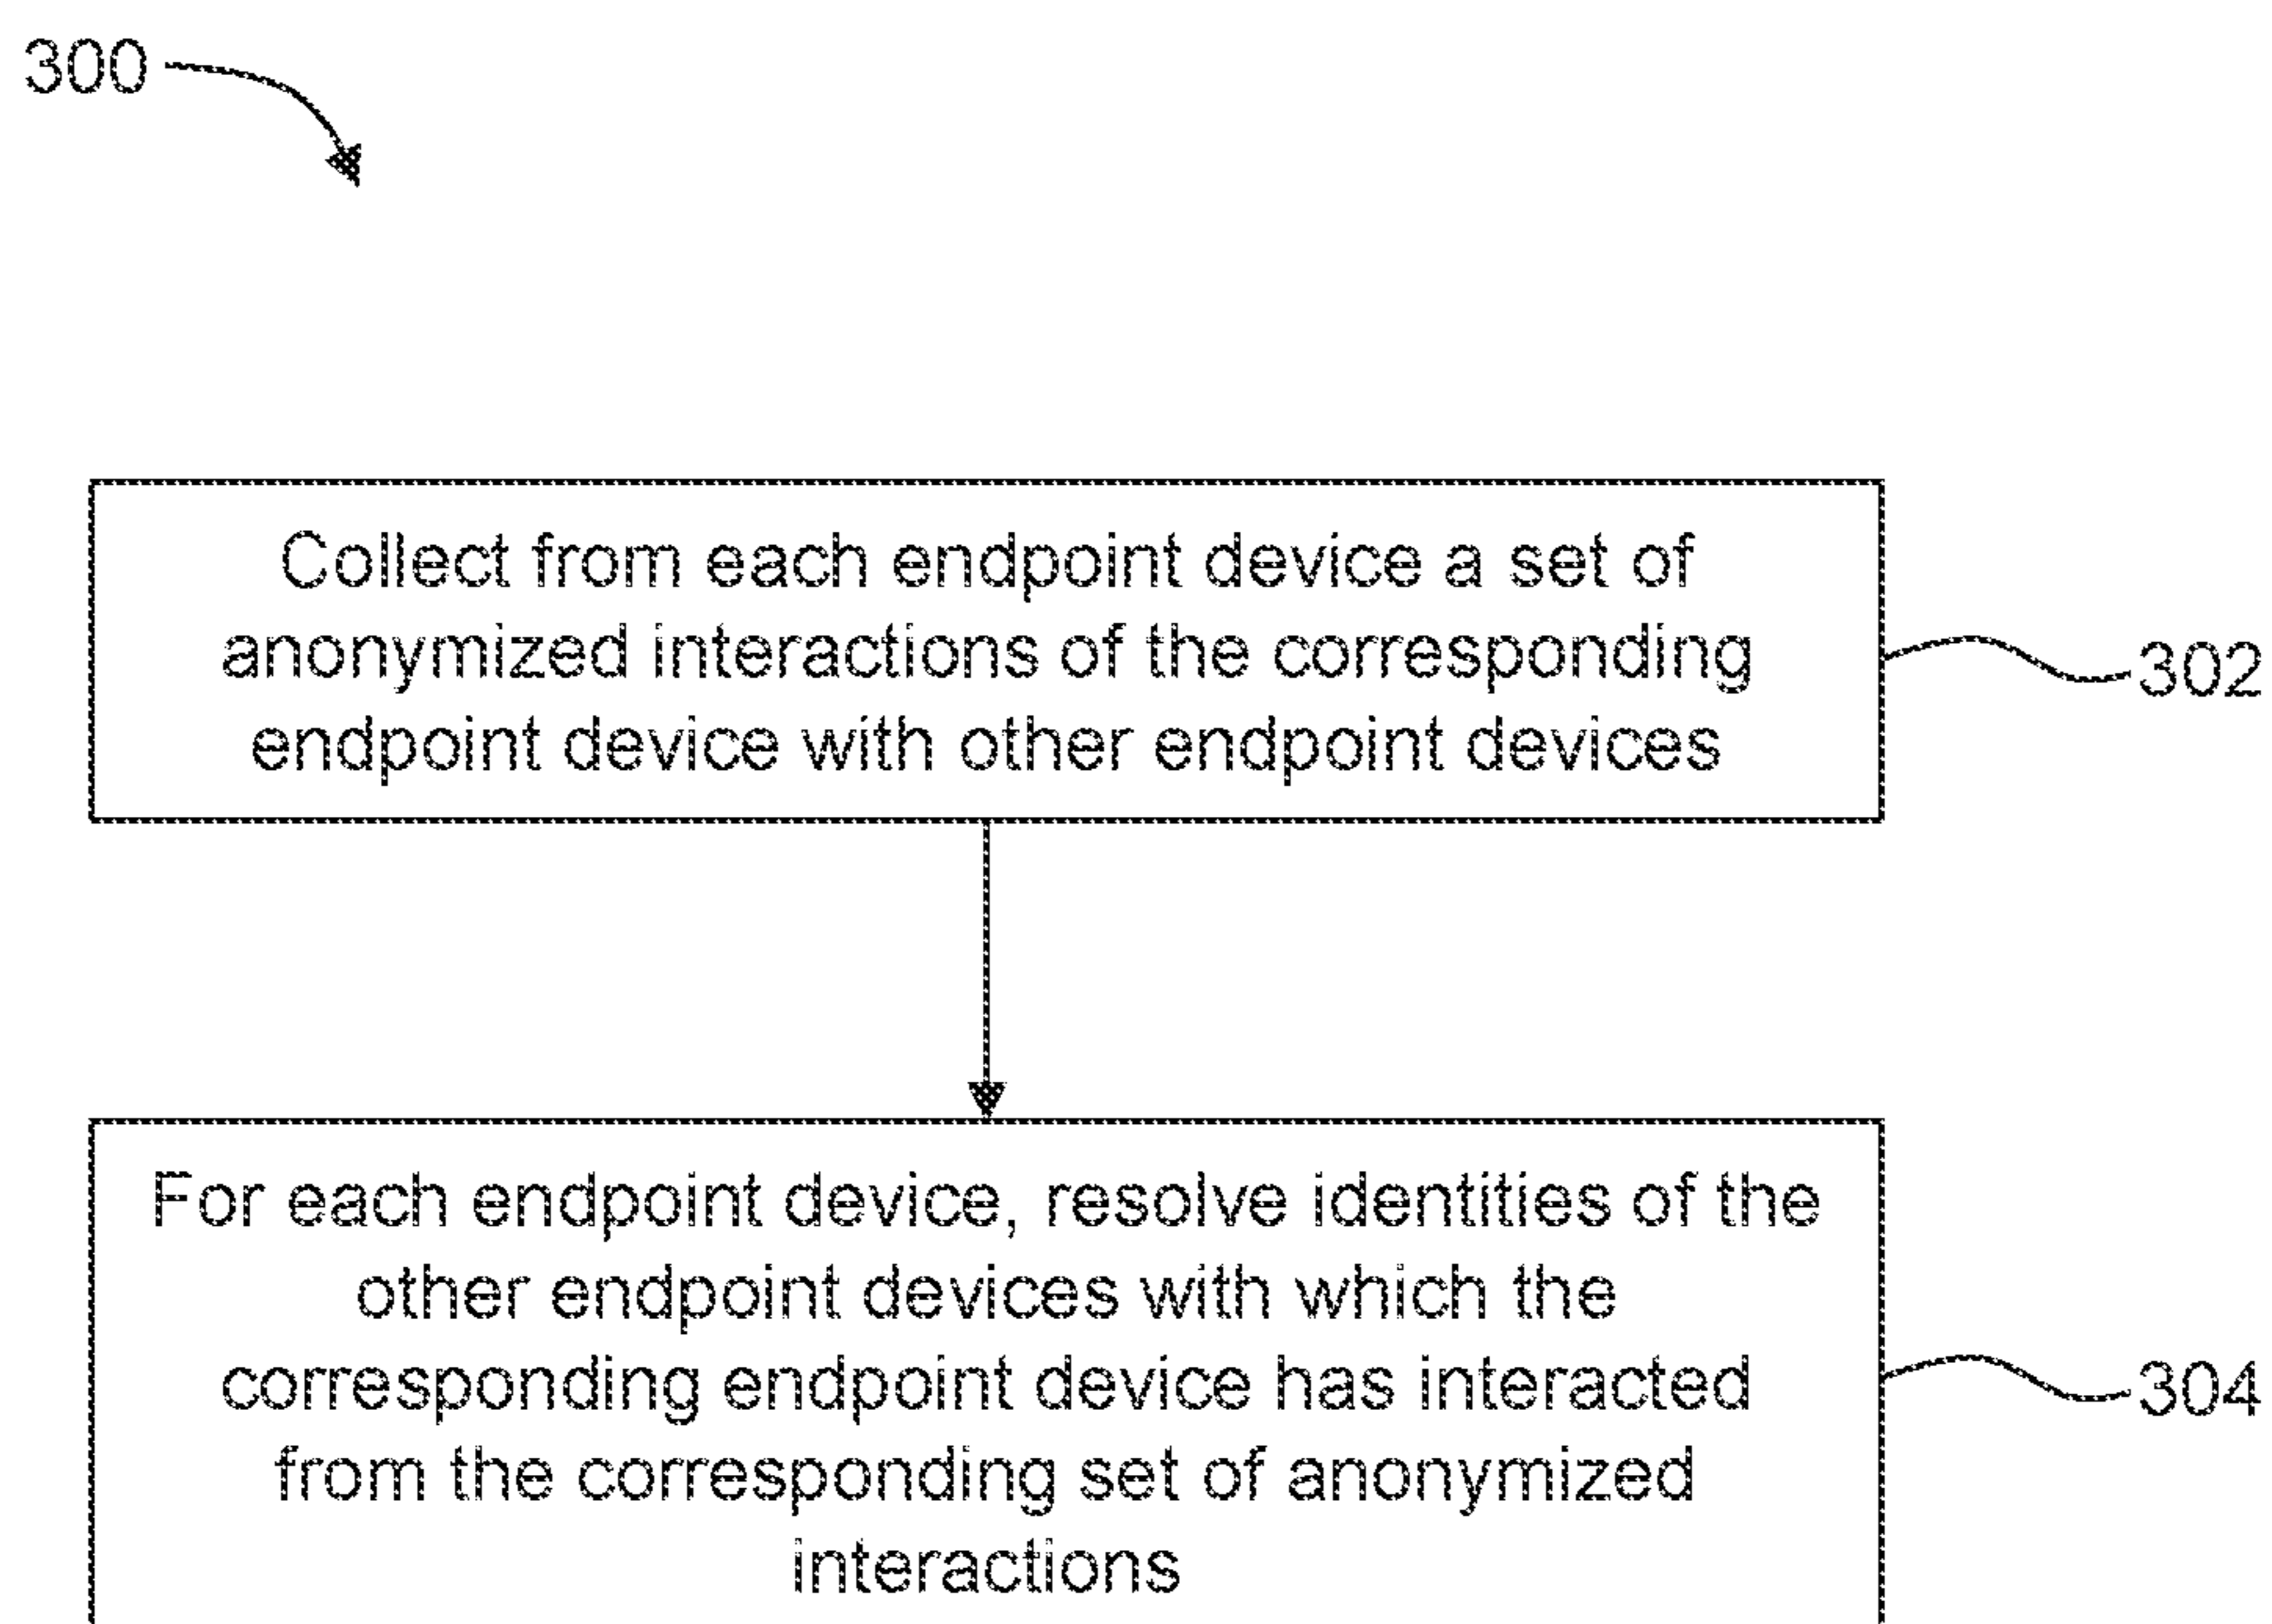 300
Collect from each endpoint device a set of
anonymized interactions of the corresponding
endpoint device with other endpoint devices
302
For each endpoint device, resolve identities of the
other endpoint devices with which the
corresponding endpoint device has interacted
from the corresponding set of anonymized
interactions
304